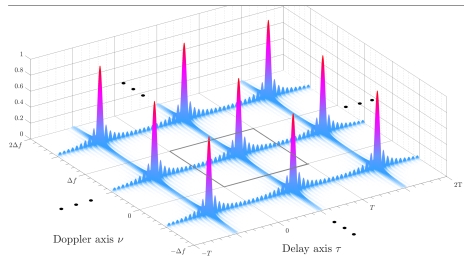 1
0.8
0.6
0.4
0.2
0
2Δf
Δf
0
−Δf
−T
0
T
2T
Doppler axis ν
Delay axis τ